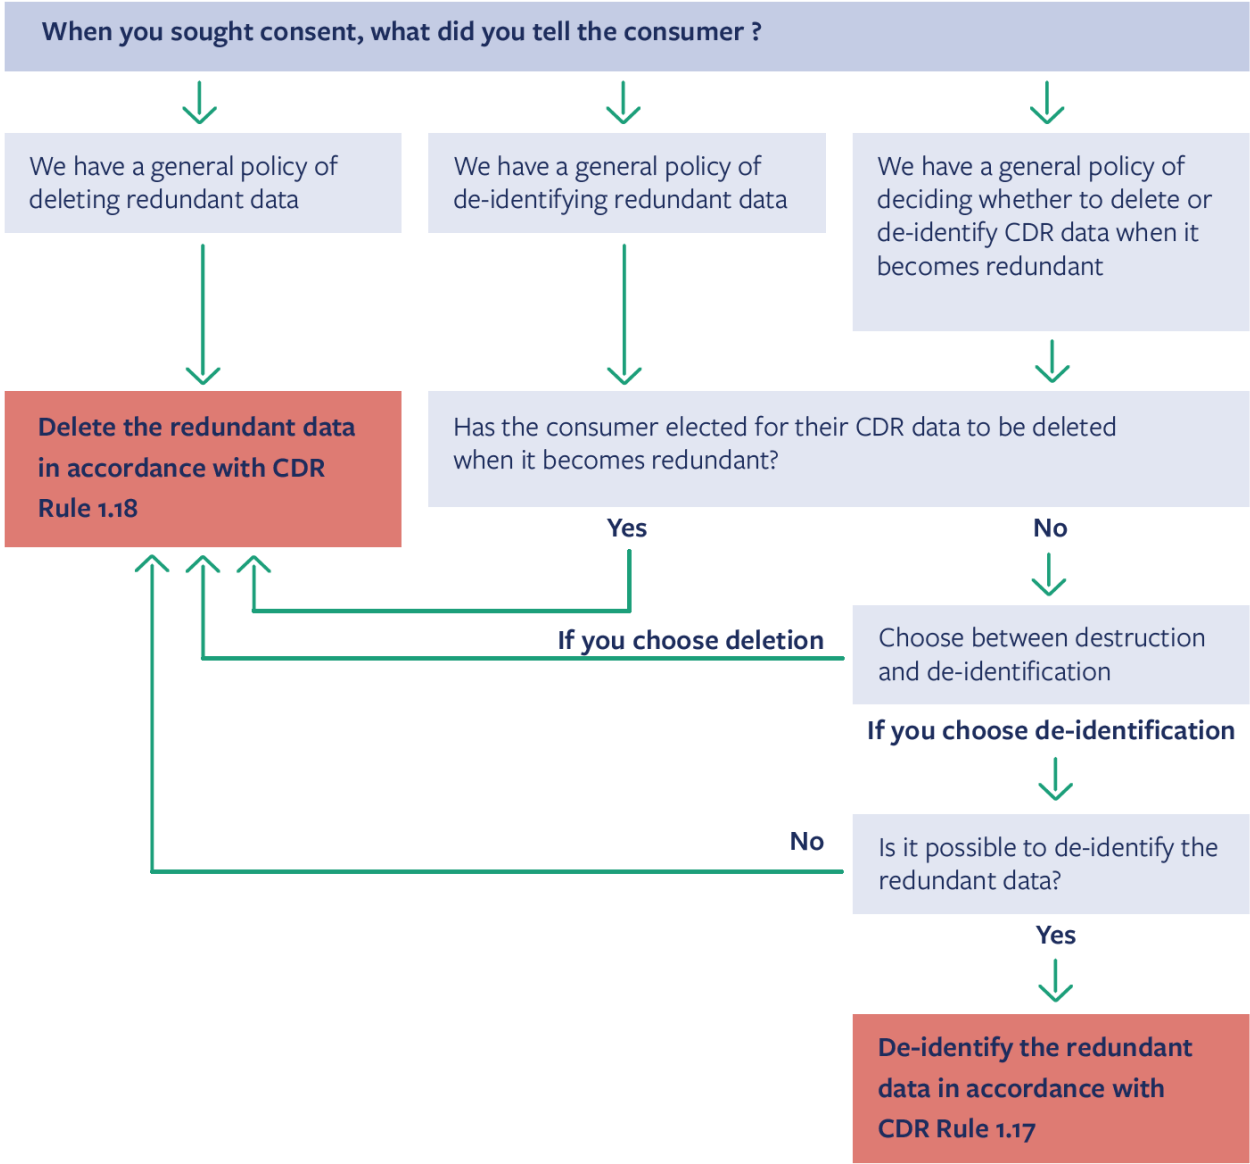 When you sought consent, what did you tell the consumer ?
We have a general policy of
deleting redundant data
We have a general policy of
de-identifying redundant data
We have a general policy of
deciding whether to delete or
de-identify CDR data when it
becomes redundant
Delete the redundant data
in accordance with CDR
Rule 1.18
Has the consumer elected for their CDR data to be deleted
when it becomes redundant?
Yes
No
If you choose deletion
Choose between destruction
and de-identification
If you choose de-identification
No
Is it possible to de-identify the
redundant data?
Yes
De-identify the redundant
data in accordance with
CDR Rule 1.17